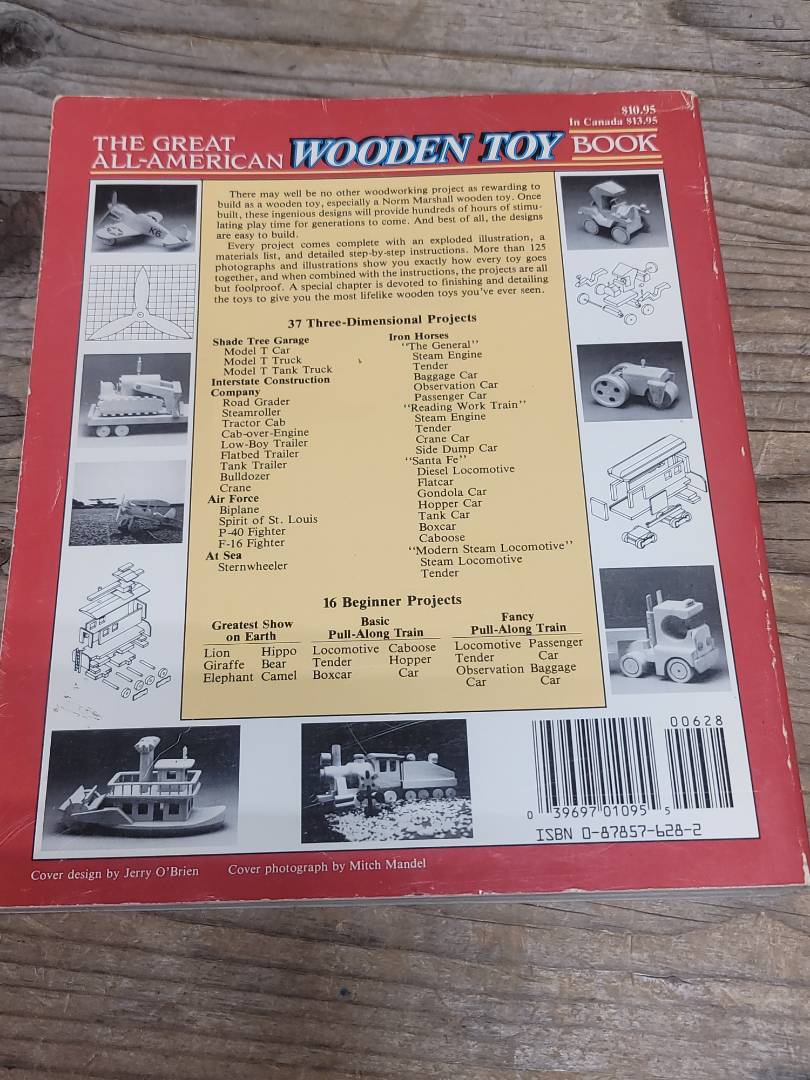 $10.95
In Canada $13.95
THE GREAT
ALL-AMERICAN WOODEN TOY BOOK
There may well be no other woodworking project as rewarding to
build as a wooden toy, especially a Norm Marshall wooden toy. Once
built, these ingenious designs will provide hundreds of hours of stimu-
lating play time for generations to come. And best of all, the designs
are easy to build.
Every project comes complete with an exploded illustration, a
materials list, and detailed step-by-step instructions. More than 125
photographs and illustrations show you exactly how every toy goes
together, and when combined with the instructions, the projects are all
but foolproof. A special chapter is devoted to finishing and detailing
the toys to give you the most lifelike wooden toys you've ever seen.
37 Three-Dimensional Projects
Shade Tree Garage
Model T Car
Model T Truck
Model T Tank Truck
Interstate Construction
Company
Road Grader
Steamroller
Tractor Cab
Cab-over-Engine
Low-Boy Trailer
Flatbed Trailer
Tank Trailer
Bulldozer
Crane
Air Force
Biplane
Spirit of St. Louis
P-40 Fighter
F-16 Fighter
At Sea
Sternwheeler
Iron Horses
"The General"
Steam Engine
Tender
Baggage Car
Observation Car
Passenger Car
"Reading Work Train"
Steam Engine
Tender
Crane Car
Side Dump Car
"Santa Fe"
Diesel Locomotive
Flatcar
Gondola Car
Hopper Car
Tank Car
Boxcar
Caboose
"Modern Steam Locomotive"
Steam Locomotive
Tender
16 Beginner Projects
Greatest Show
on Earth
Lion Hippo
Giraffe Bear
Elephant Camel
Basic
Pull-Along Train
Locomotive Caboose
Tender Hopper
Boxcar Car
Fancy
Pull-Along Train
Locomotive Passenger
Tender Car
Observation Baggage
Car Car
K6
00628
0 39697 01095 5
ISBN 0-87857-628-2
Cover design by Jerry O'Brien Cover photograph by Mitch Mandel